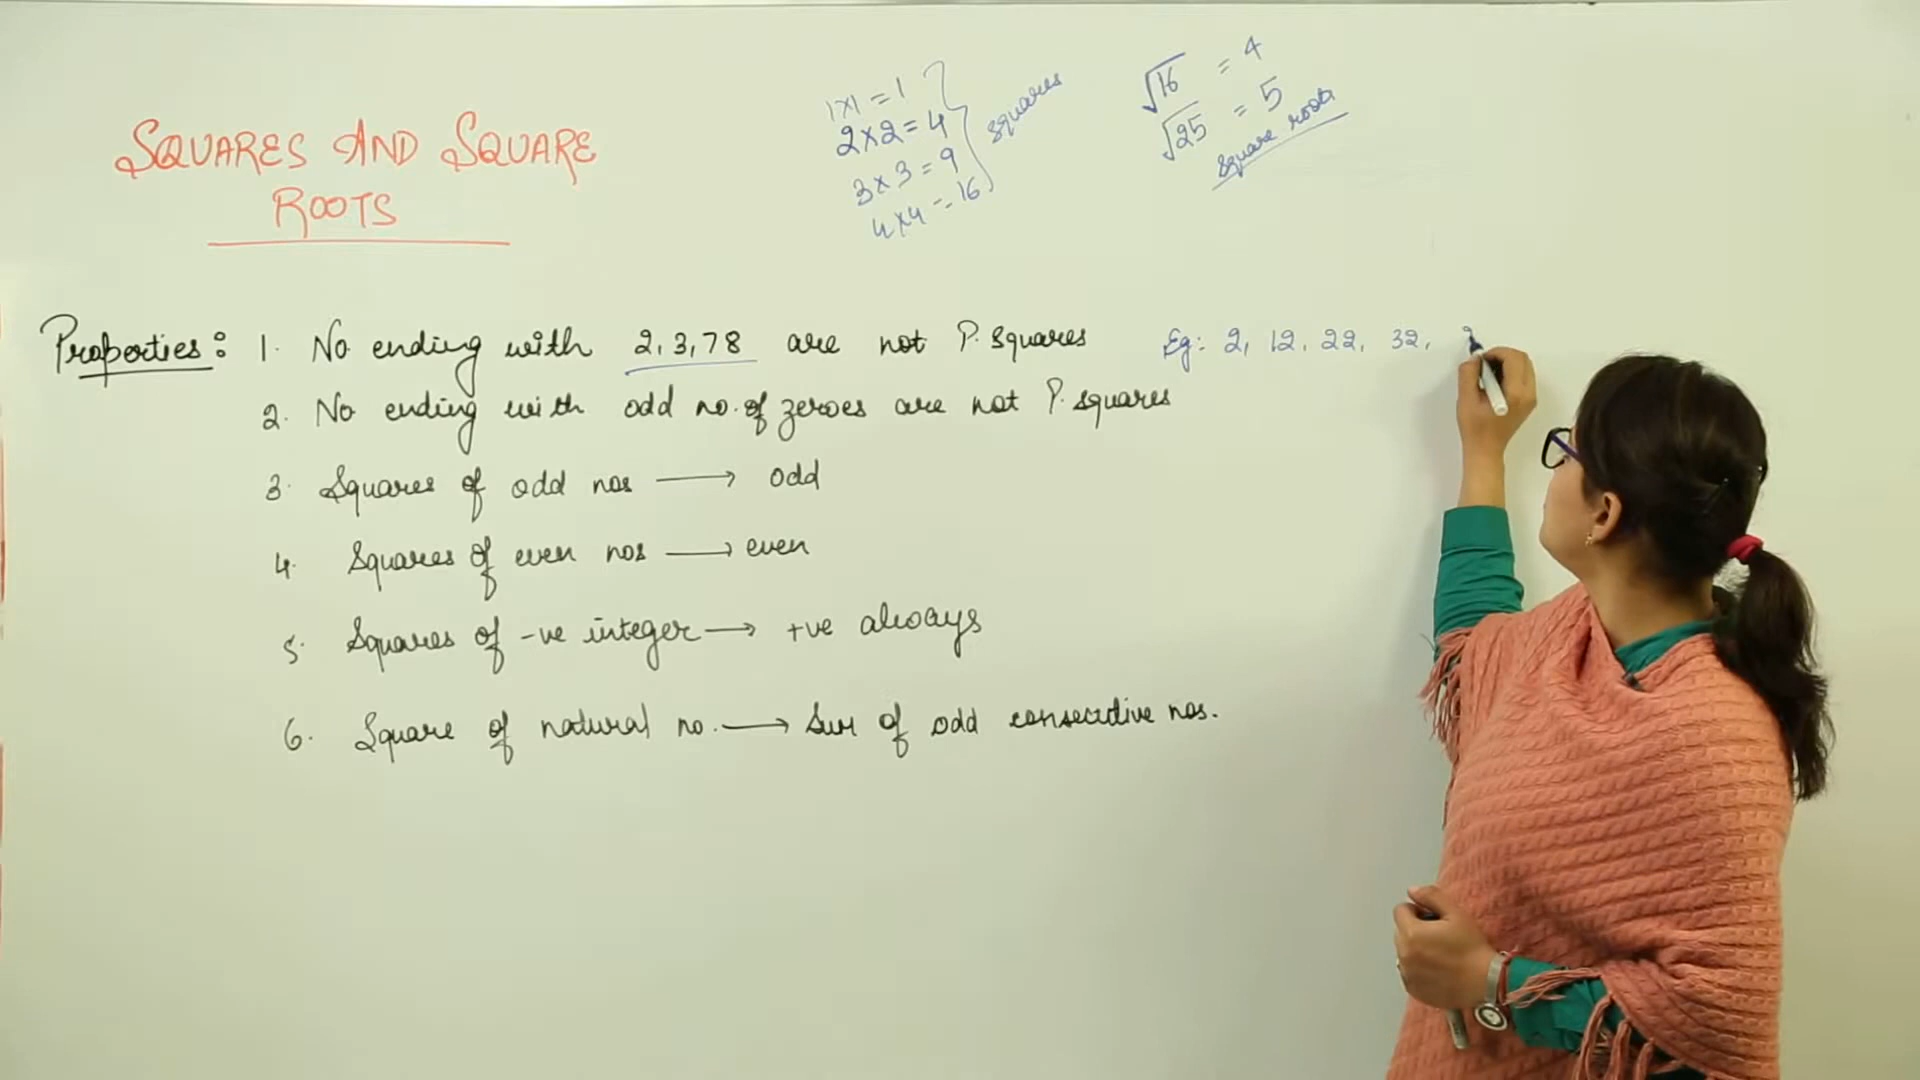 SQUARES AND SQUARE
ROOTS
1×1 = 1
2×2 = 4
3×3 = 9
4×4 = 16
squares
√16 = 4
√25 = 5
Square roots
Properties: 1. No ending with 2,3,78 are not P. Squares Eg: 2, 12, 22, 32,
2. No ending with odd no. of zeroes are not P. squares
3. Squares of odd nos → odd
4. Squares of even nos → even
5. Squares of -ve integer → +ve always
6. Square of natural no. → Sum of odd consecutive nos.